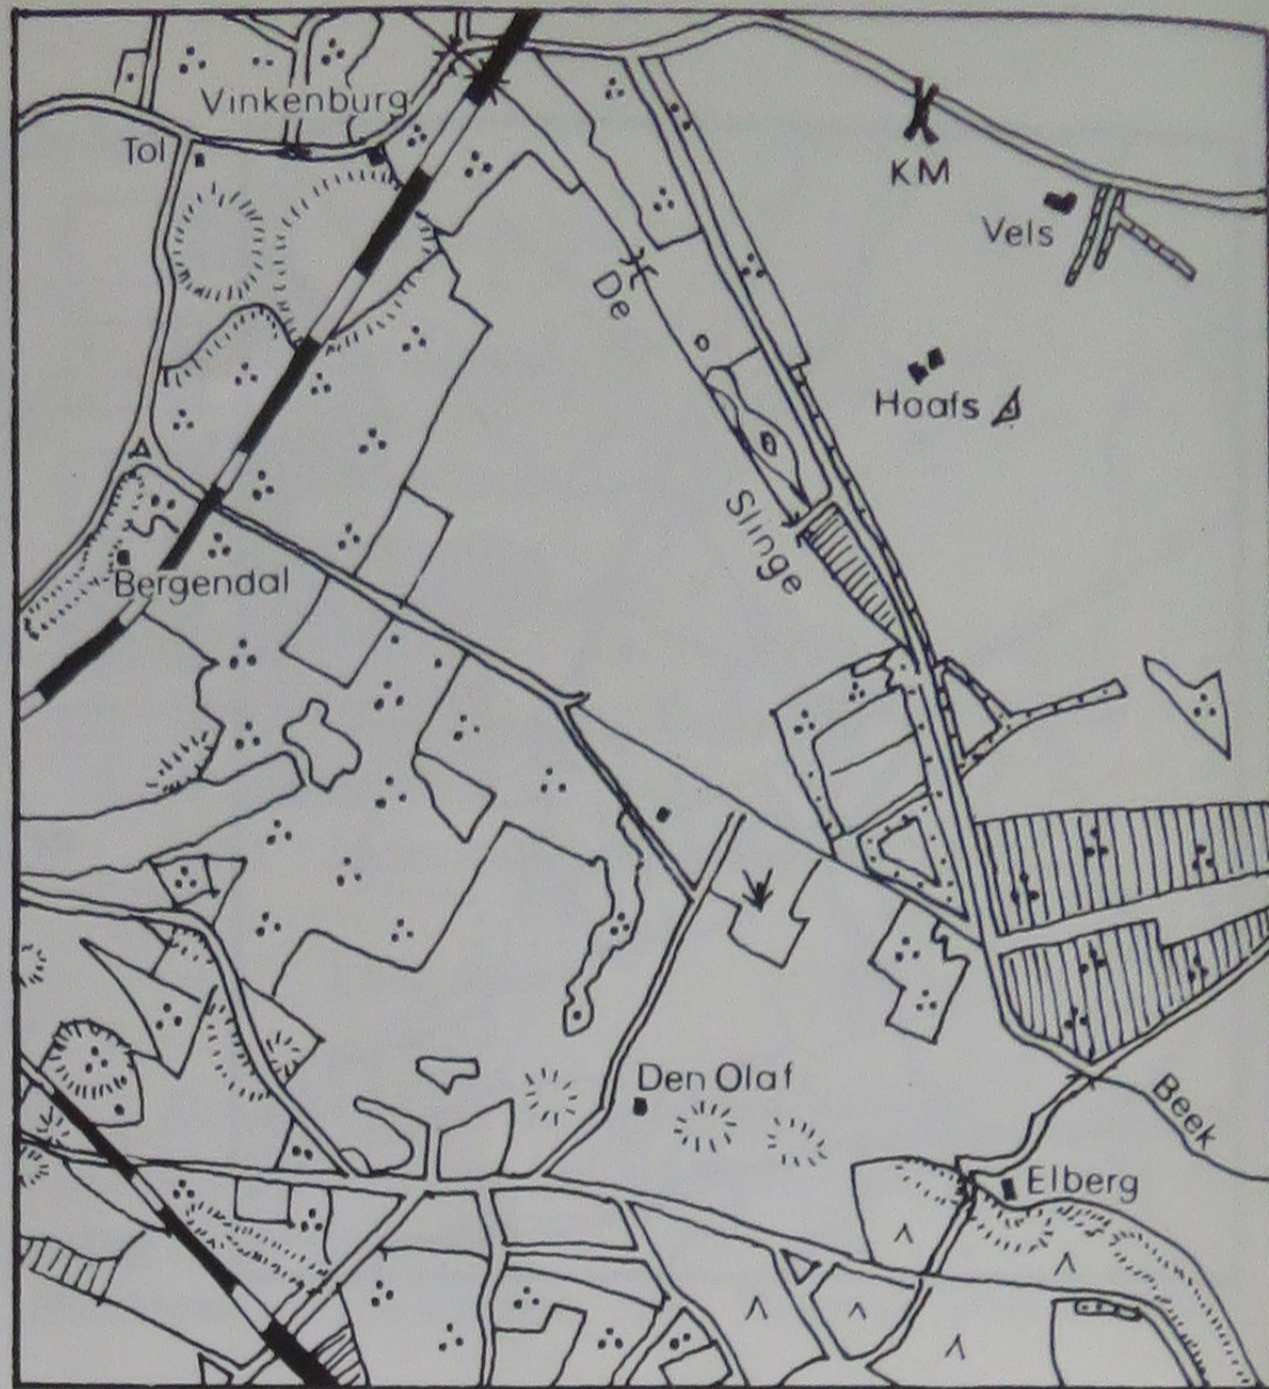 Vinkenburg
Tol
KM
Vels
De
Hoafs
Slinge
Bergendal
Den Olaf
Beek
Elberg